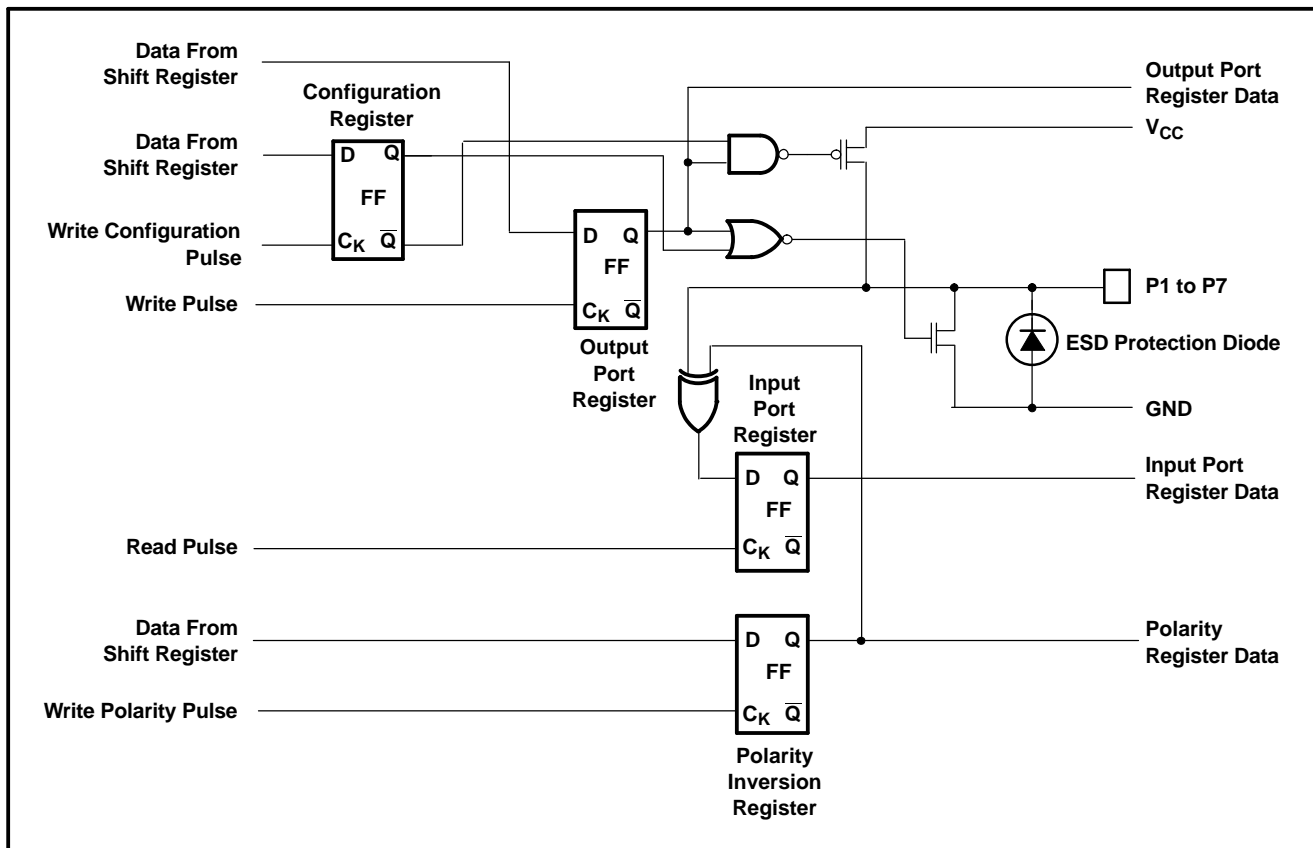 Data From
Shift Register
Configuration
Register
Output Port
Register Data
VCC
Data From
Shift Register
D Q
FF
CK Q
Write Configuration
Pulse
D Q
FF
CK Q
Write Pulse
P1 to P7
Output
Port
Register
ESD Protection Diode
Input
Port
Register
GND
D Q
FF
CK Q
Input Port
Register Data
Read Pulse
Data From
Shift Register
D Q
FF
CK Q
Polarity
Register Data
Write Polarity Pulse
Polarity
Inversion
Register